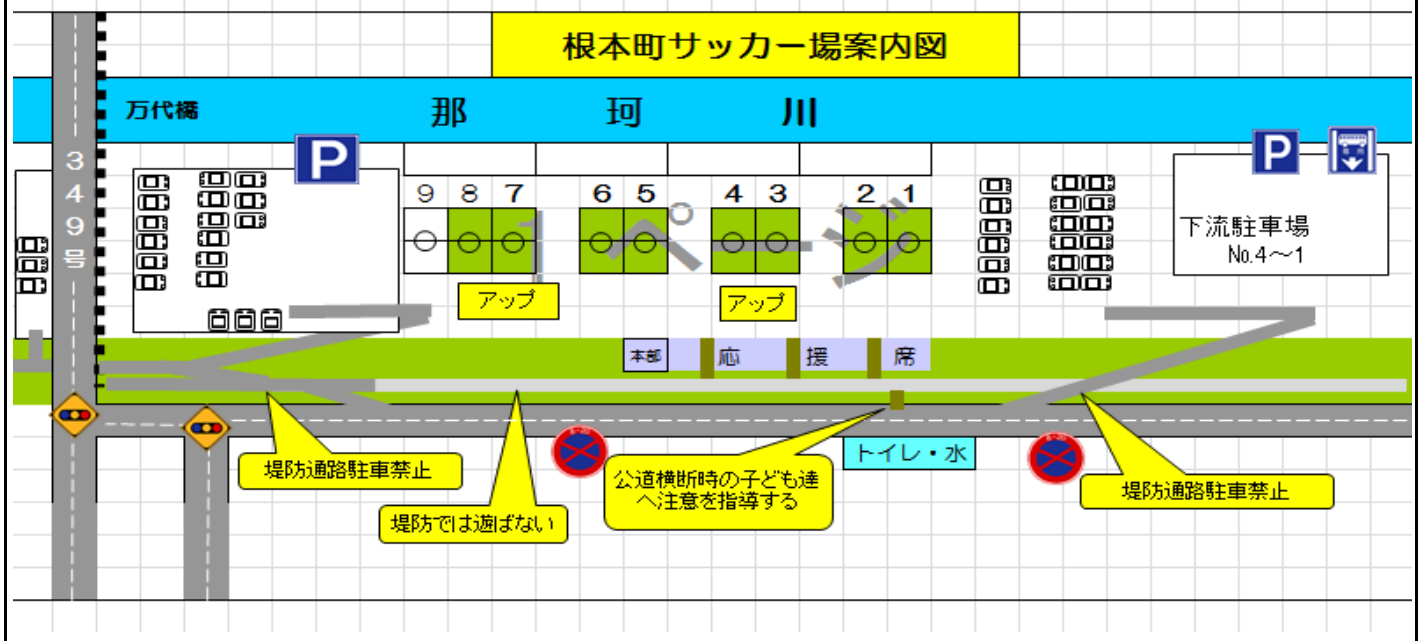 根本町サッカー場案内図
万代橋
那珂川
349号
P
P
9 8 7 6 5 4 3 2 1
1 ページ
下流駐車場
No.4～1
アップ
アップ
本部
応援席
トイレ・水
堤防通路駐車禁止
公道横断時の子ども達
へ注意を指導する
堤防通路駐車禁止
堤防では遊ばない